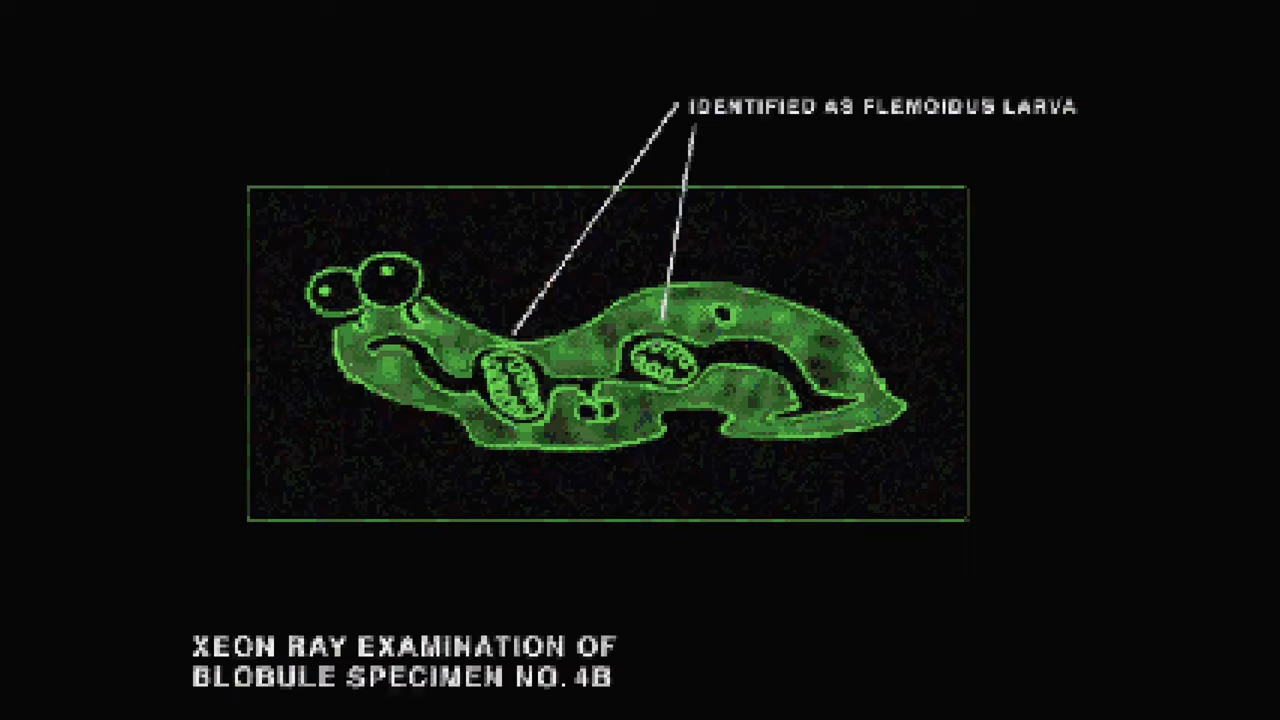 IDENTIFIED AS FLEMOIDUS LARVA
XEON RAY EXAMINATION OF
BLOBULE SPECIMEN NO. 4B